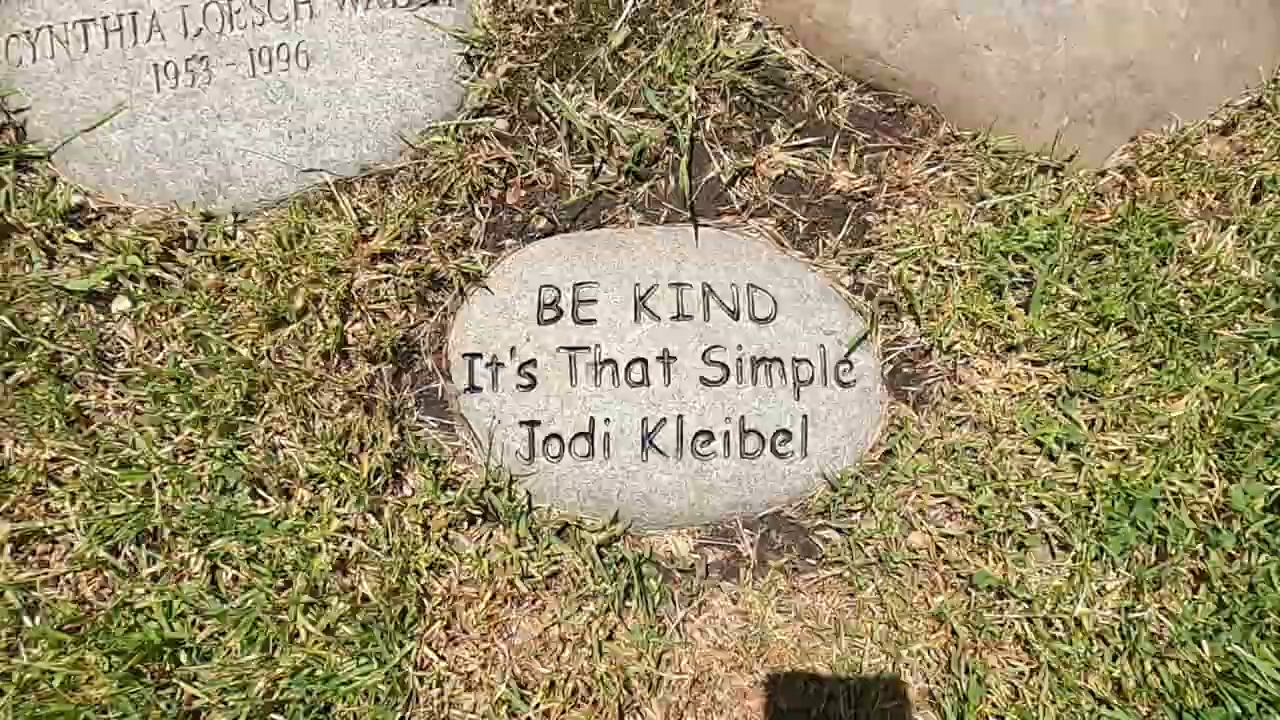 CYNTHIA LOESCH
1953 - 1996
BE KIND
It's That Simple
Jodi Kleibel